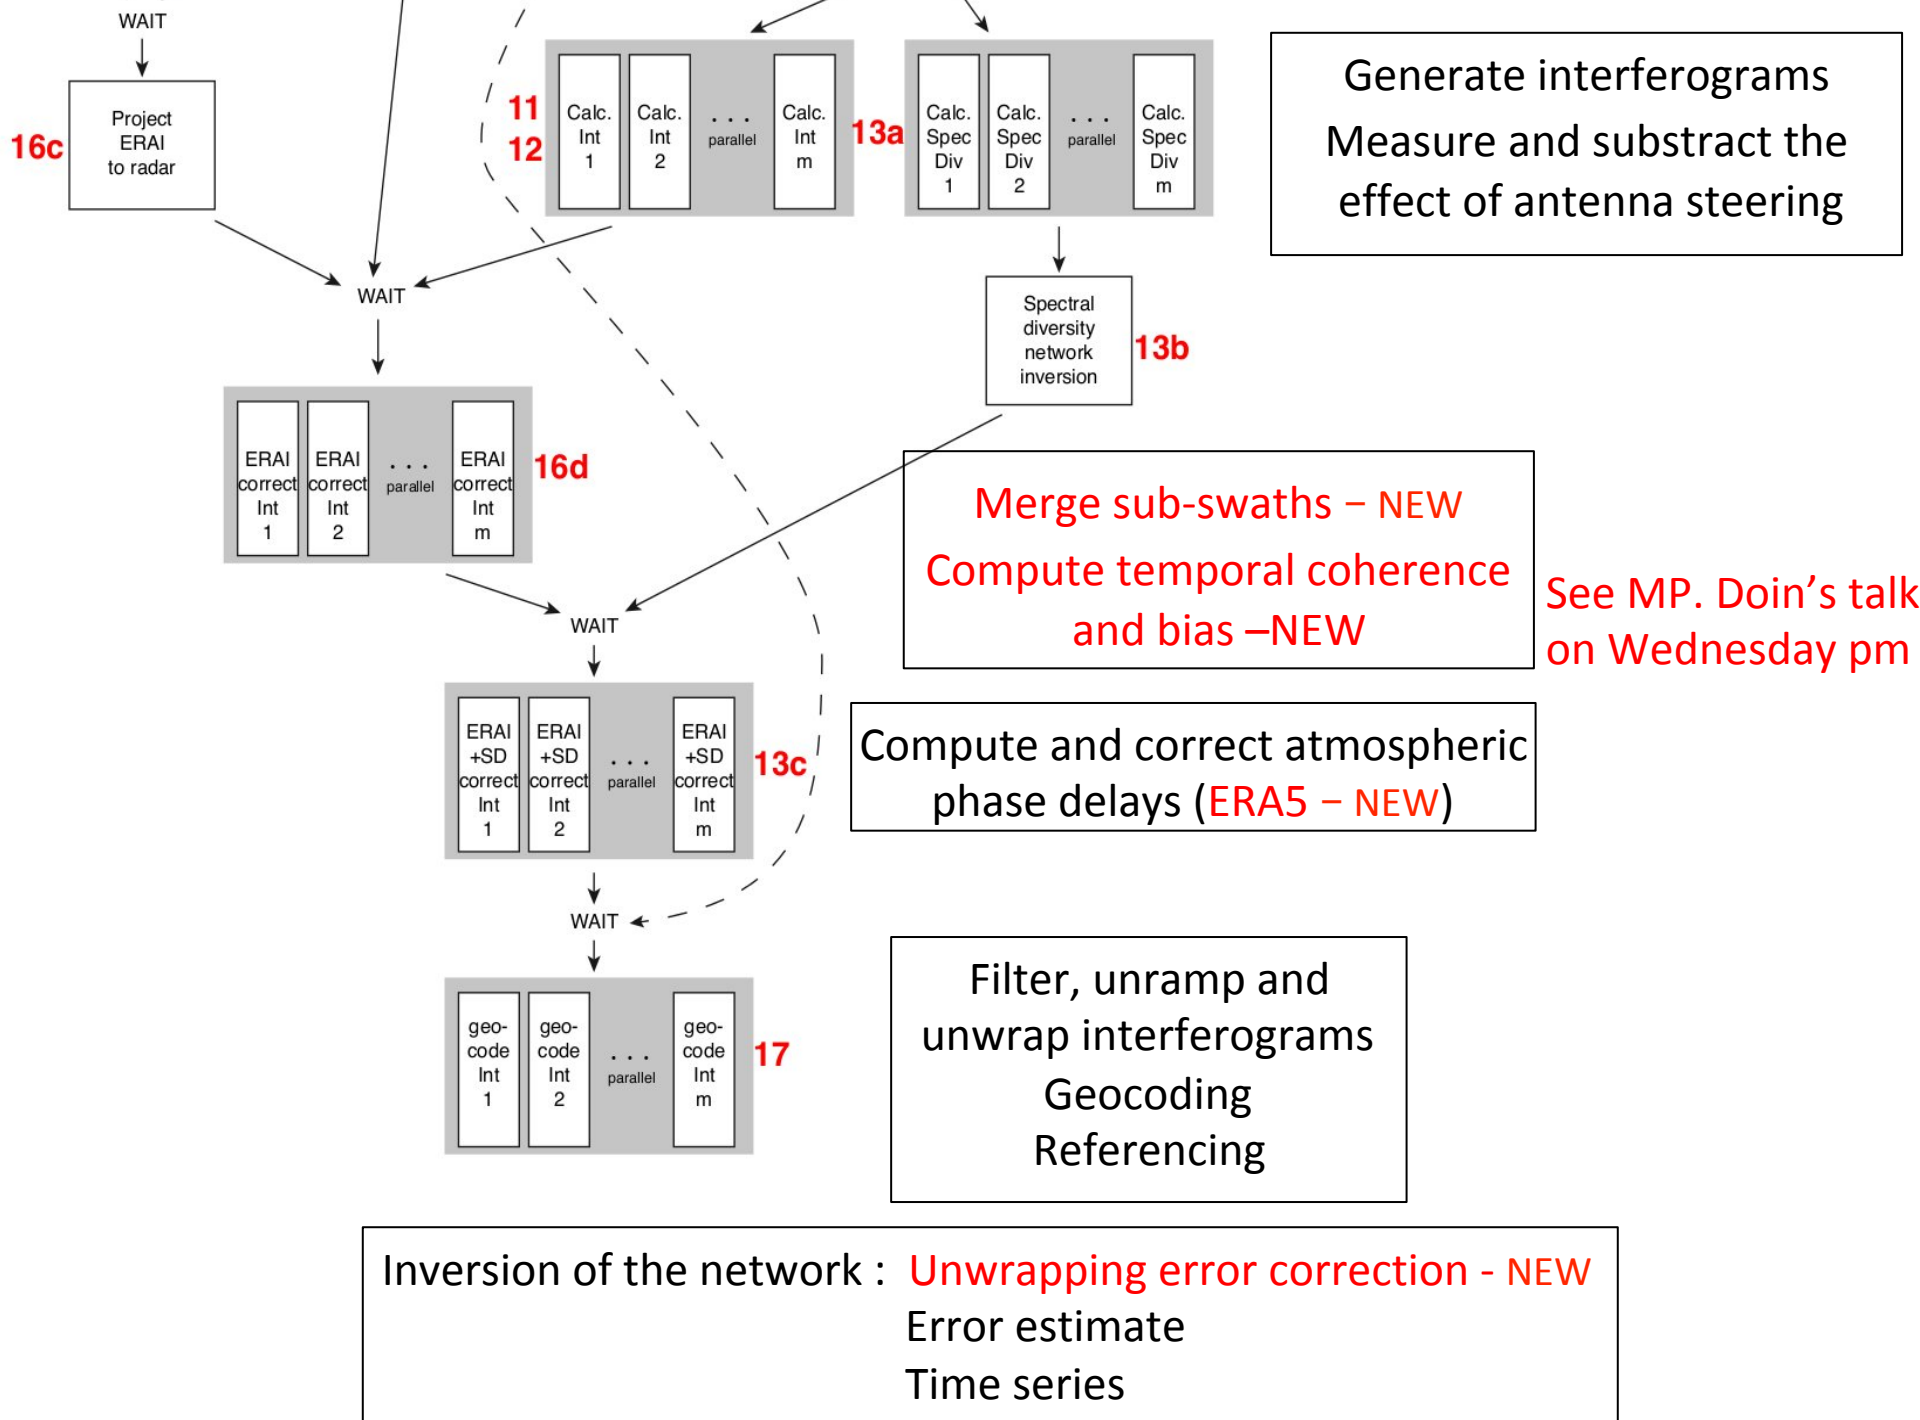 WAIT
Project
ERAI
to radar
16c
11
12
Calc.
Int
1
Calc.
Int
2
. . .
parallel
Calc.
Int
m
13a
Calc.
Spec
Div
1
Calc.
Spec
Div
2
. . .
parallel
Calc.
Spec
Div
m
Generate interferograms
Measure and substract the
effect of antenna steering
WAIT
Spectral
diversity
network
inversion
13b
ERAI
correct
Int
1
ERAI
correct
Int
2
. . .
parallel
ERAI
correct
Int
m
16d
Merge sub-swaths – NEW
Compute temporal coherence
and bias –NEW
See MP. Doin’s talk
on Wednesday pm
WAIT
ERAI
+SD
correct
Int
1
ERAI
+SD
correct
Int
2
. . .
parallel
ERAI
+SD
correct
Int
m
13c
Compute and correct atmospheric
phase delays (ERA5 – NEW)
WAIT
geo-
code
Int
1
geo-
code
Int
2
. . .
parallel
geo-
code
Int
m
17
Filter, unramp and
unwrap interferograms
Geocoding
Referencing
Inversion of the network : Unwrapping error correction - NEW
Error estimate
Time series